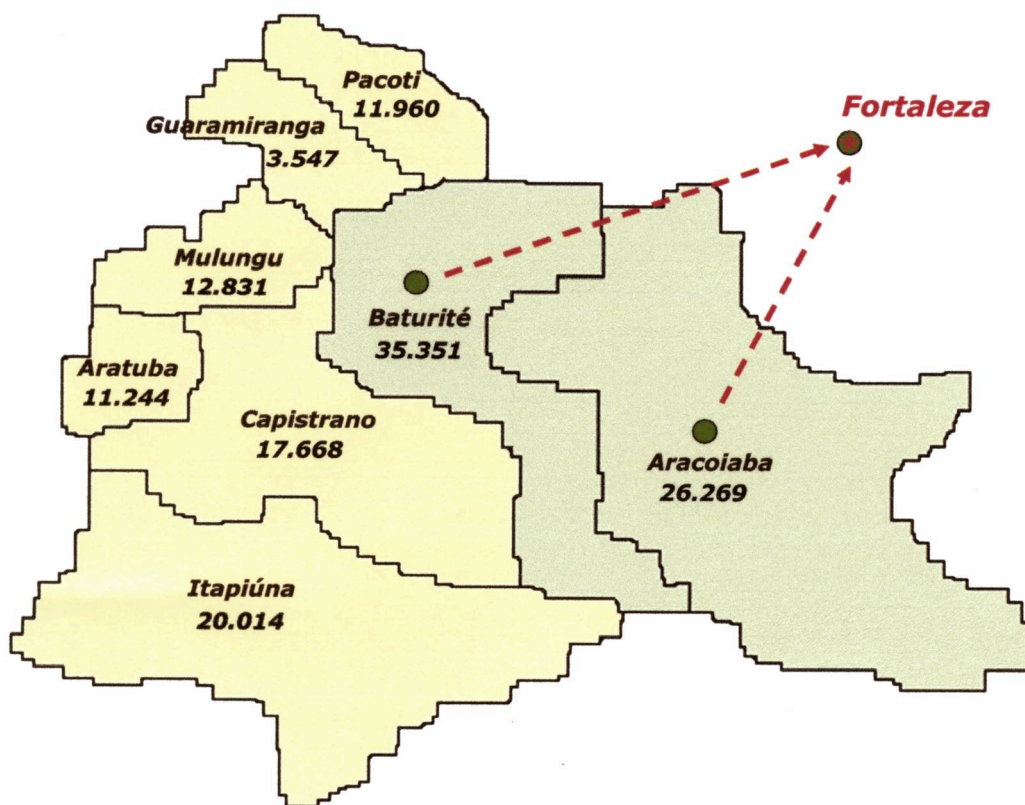 Pacoti
11.960
Fortaleza
Guaramiranga
3.547
Mulungu
12.831
Baturité
35.351
Aratuba
11.244
Capistrano
17.668
Aracoiaba
26.269
Itapiúna
20.014